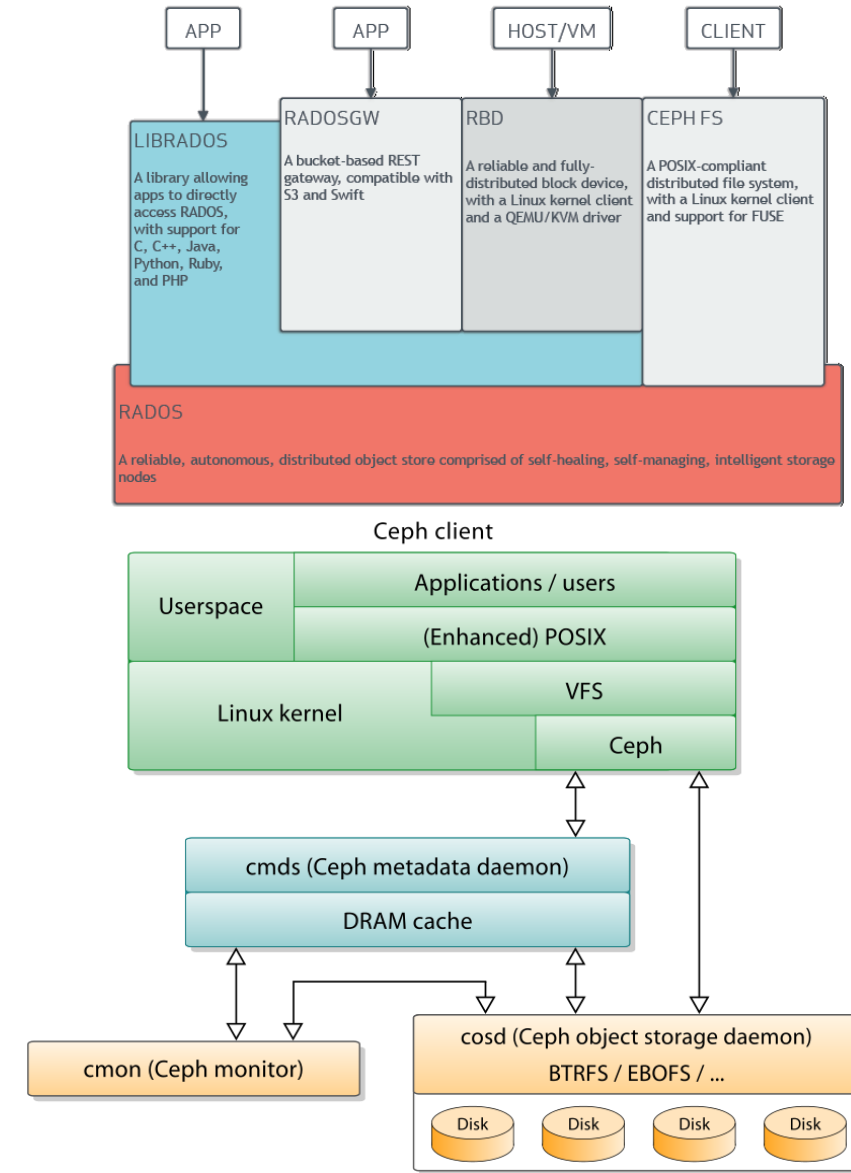 APP
APP
HOST/VM
CLIENT
LIBRADOS
A library allowing
apps to directly
access RADOS,
with support for
C, C++, Java,
Python, Ruby,
and PHP
RADOSGW
A bucket-based REST
gateway, compatible with
S3 and Swift
RBD
A reliable and fully-
distributed block device,
with a Linux kernel client
and a QEMU/KVM driver
CEPH FS
A POSIX-compliant
distributed file system,
with a Linux kernel client
and support for FUSE
RADOS
A reliable, autonomous, distributed object store comprised of self-healing, self-managing, intelligent storage
nodes
Ceph client
Userspace
Applications / users
(Enhanced) POSIX
Linux kernel
VFS
Ceph
cmds (Ceph metadata daemon)
DRAM cache
cmon (Ceph monitor)
cosd (Ceph object storage daemon)
BTRFS / EBOFS / ...
Disk
Disk
Disk
Disk